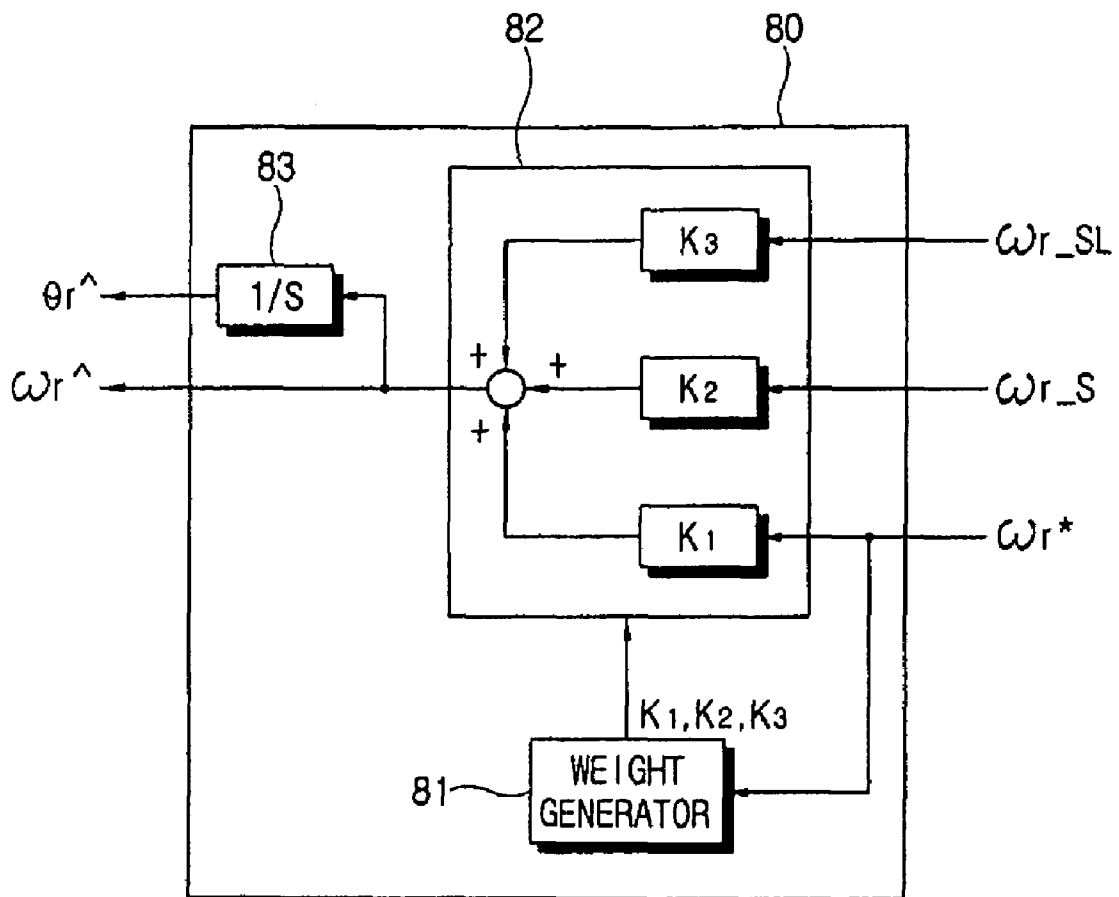 82
80
83
K3
ωr_SL
θr^
1/S
+
+
ωr^
K2
ωr_S
+
K1
ωr*
K1,K2,K3
81
WEIGHT
GENERATOR